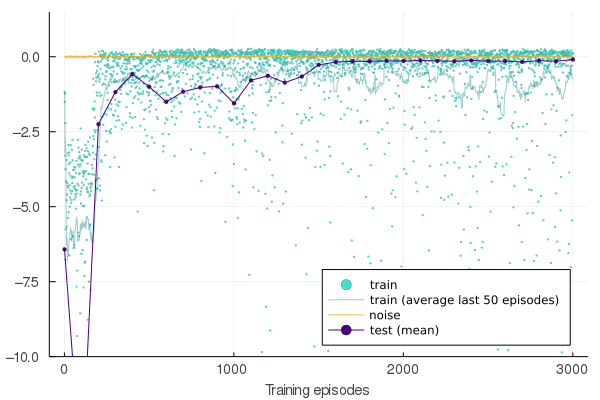 0.0
−2.5
−5.0
−7.5
−10.0
train
train (average last 50 episodes)
noise
test (mean)
0
1000
2000
3000
Training episodes